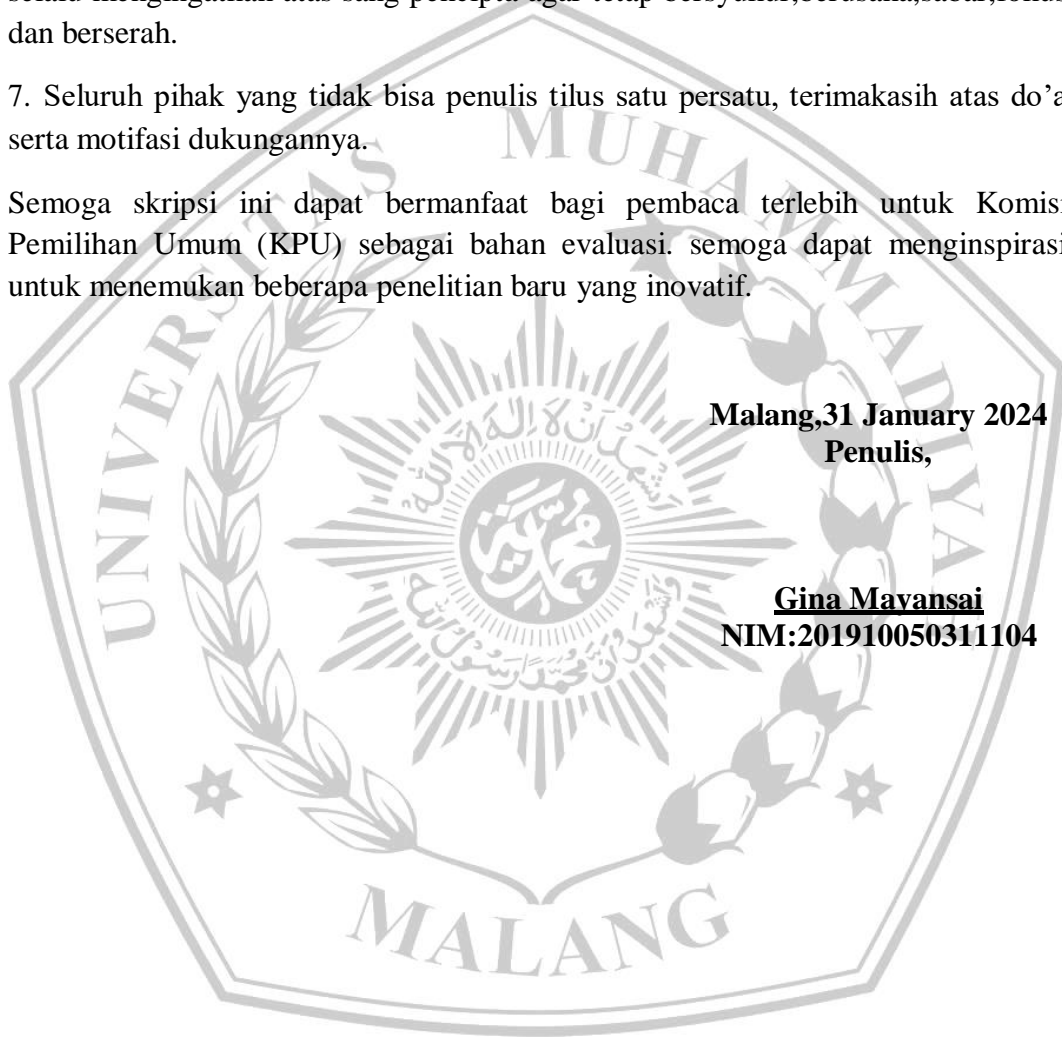 dan berserah.
7. Seluruh pihak yang tidak bisa penulis tilus satu persatu, terimakasih atas do’a
serta motifasi dukungannya.
Semoga skripsi ini dapat bermanfaat bagi pembaca terlebih untuk Komisi
Pemilihan Umum (KPU) sebagai bahan evaluasi. semoga dapat menginspirasi
untuk menemukan beberapa penelitian baru yang inovatif.
Malang,31 January 2024
Penulis,
Gina Mayansai
NIM:201910050311104
UNIVERSITAS MUHAMMADIYAH
MALANG